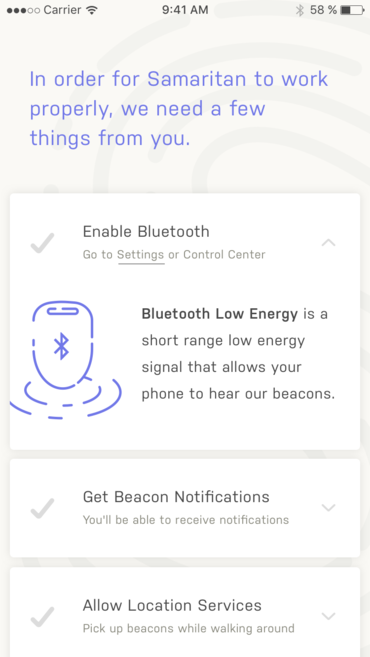 Carrier 9:41 AM 58 %
In order for Samaritan to work
properly, we need a few
things from you.
Enable Bluetooth
Go to Settings or Control Center
Bluetooth Low Energy is a
short range low energy
signal that allows your
phone to hear our beacons.
Get Beacon Notifications
You'll be able to receive notifications
Allow Location Services
Pick up beacons while walking around